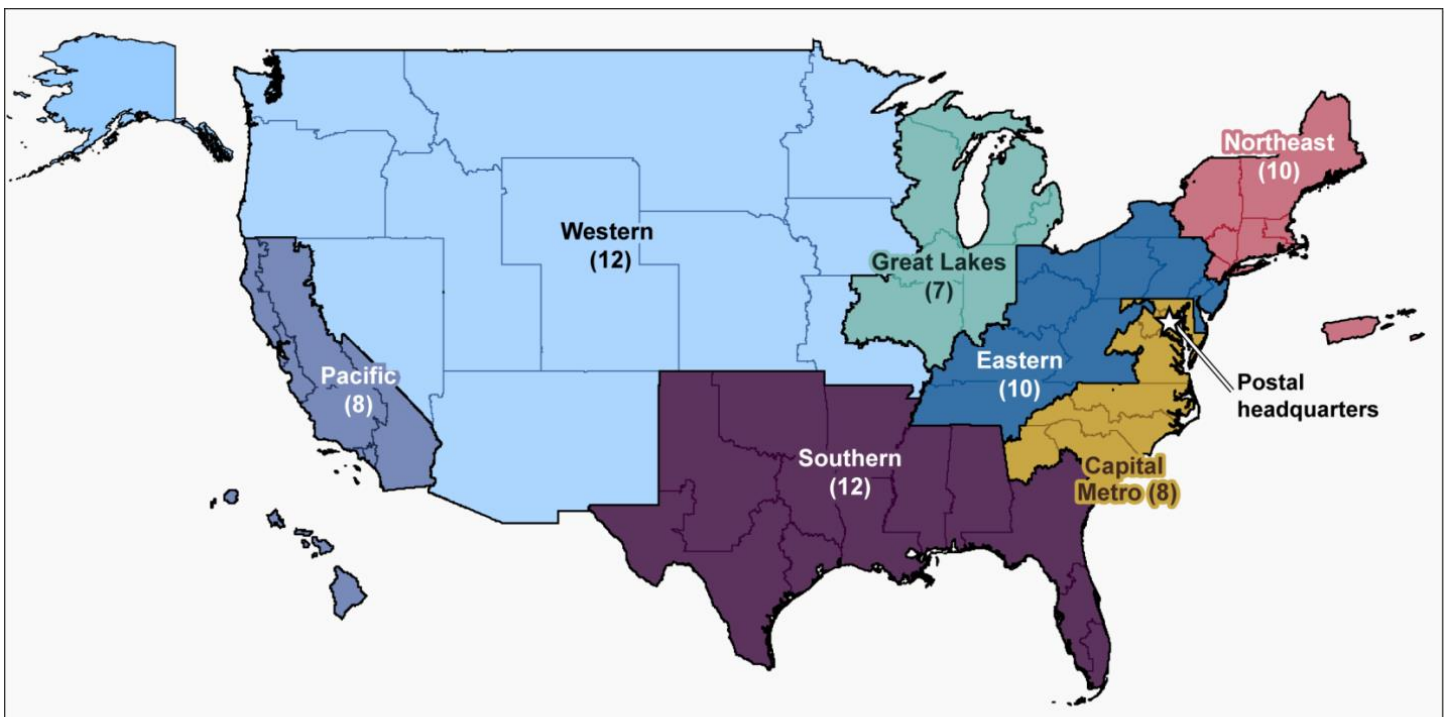 Northeast
(10)
Western
(12)
Great Lakes
(7)
Pacific
(8)
Eastern
(10)
Postal
headquarters
Southern
(12)
Capital
Metro (8)